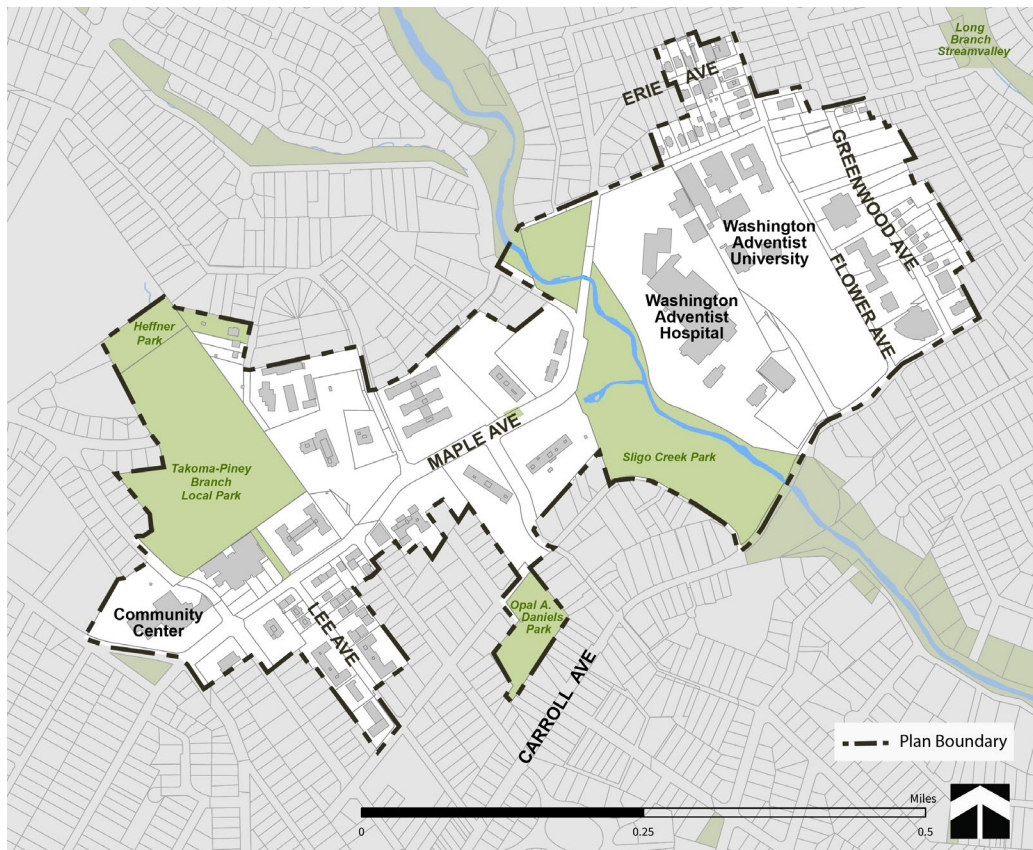 Long
Branch
Streamvalley
ERIE AVE
GREENWOOD AVE
Washington
Adventist
University
FLOWER AVE
Washington
Adventist
Hospital
Heffner
Park
MAPLE AVE
Sligo Creek Park
Takoma-Piney
Branch
Local Park
Opal A.
Daniels
Park
Community
Center
LEE AVE
CARROLL AVE
Plan Boundary
Miles
0
0.25
0.5